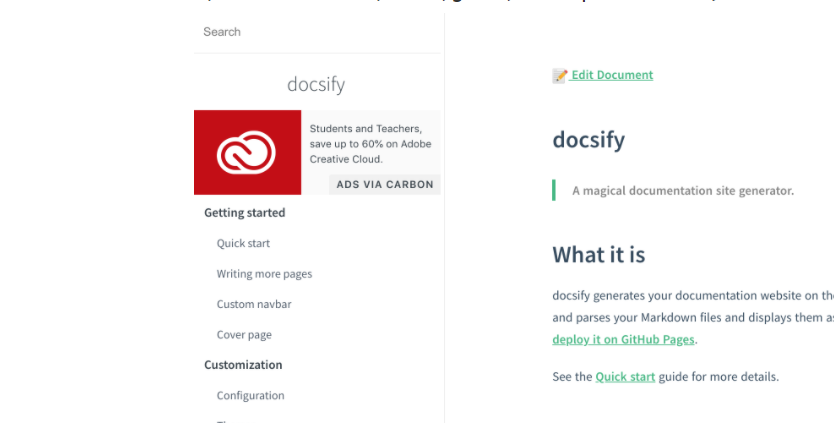 Search
docsify
Students and Teachers,
save up to 60% on Adobe
Creative Cloud.
ADS VIA CARBON
Getting started
Quick start
Writing more pages
Custom navbar
Cover page
Customization
Configuration
Edit Document
docsify
A magical documentation site generator.
What it is
docsify generates your documentation website on the
and parses your Markdown files and displays them as
deploy it on GitHub Pages.
See the Quick start guide for more details.